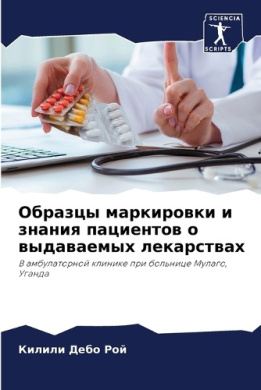 SCIENCIA
SCRIPTS
Образцы маркировки и
знания пациентов о
выдаваемых лекарствах
В амбулаторной клинике при больнице Мулаго,
Уганда
Килили Дебо Рой